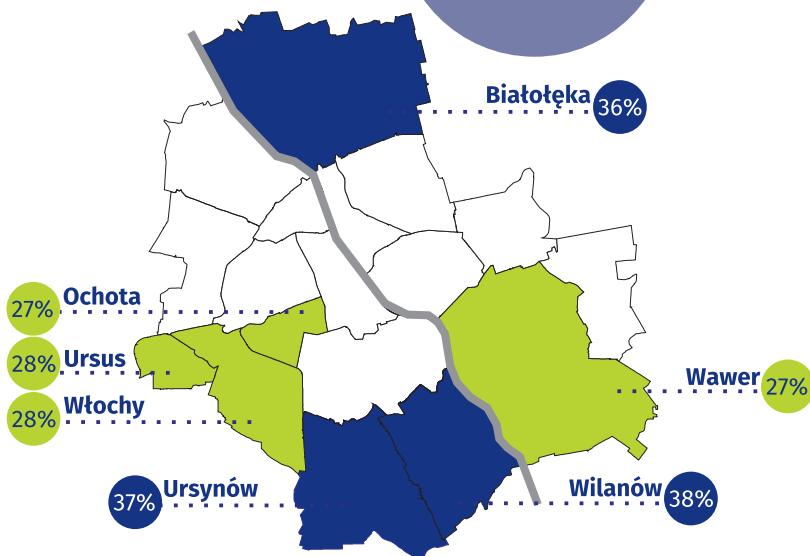 Białołęka 36%
27% Ochota
28% Ursus
28% Włochy
Wawer 27%
37% Ursynów
Wilanów 38%